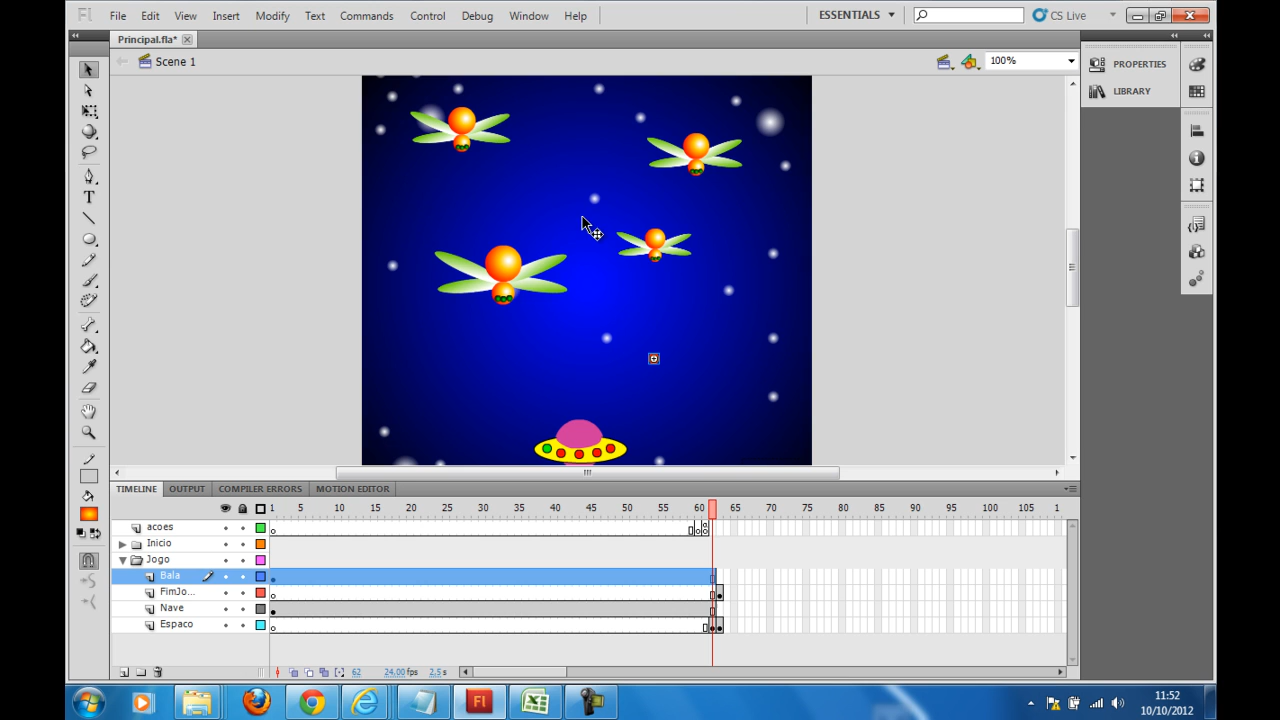 Fl File Edit View Insert Modify Text Commands Control Debug Window Help ESSENTIALS CS Live
Principal.fla*
Scene 1 100%
PROPERTIES
LIBRARY
T
TIMELINE OUTPUT COMPILER ERRORS MOTION EDITOR
1 5 10 15 20 25 30 35 40 45 50 55 60 65 70 75 80 85 90 95 100 105 1
acoes
Inicio
Jogo
Bala
FimJo...
Nave
Espaco
62 24.00 fps 2.5 s
Fl
11:52
10/10/2012